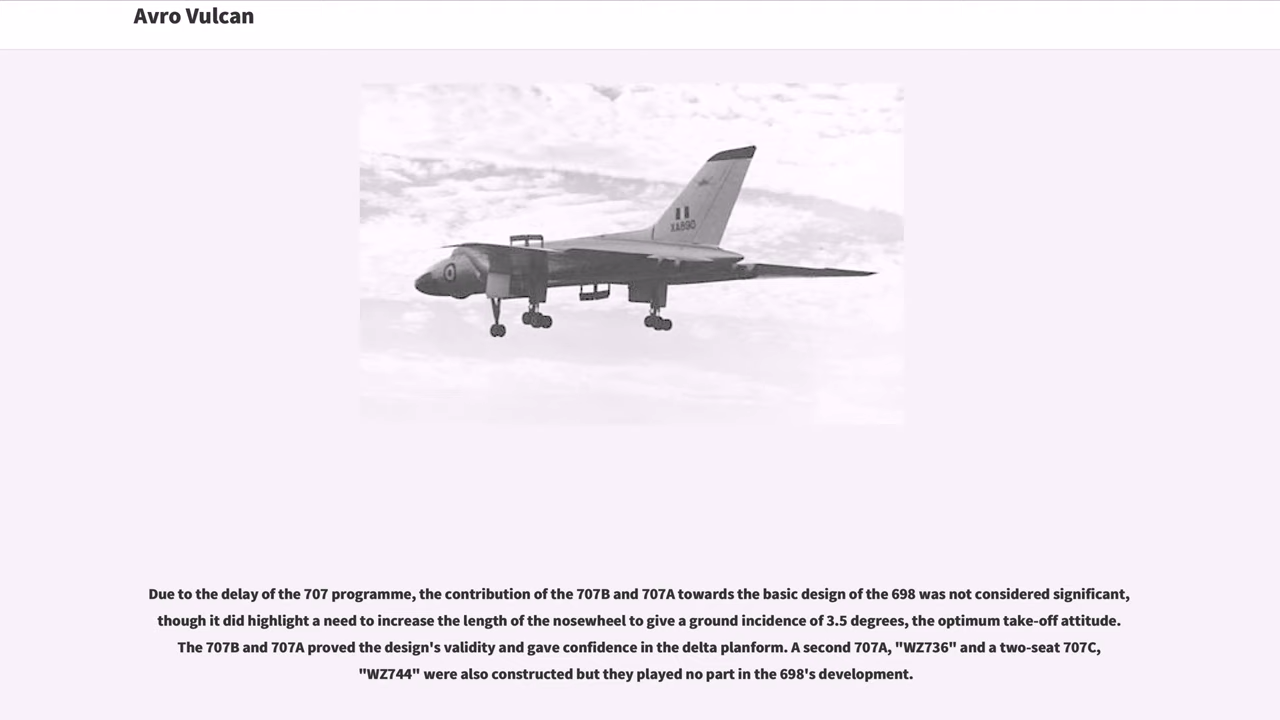 Avro Vulcan
XA890
Due to the delay of the 707 programme, the contribution of the 707B and 707A towards the basic design of the 698 was not considered significant,
though it did highlight a need to increase the length of the nosewheel to give a ground incidence of 3.5 degrees, the optimum take-off attitude.
The 707B and 707A proved the design's validity and gave confidence in the delta planform. A second 707A, "WZ736" and a two-seat 707C,
"WZ744" were also constructed but they played no part in the 698's development.